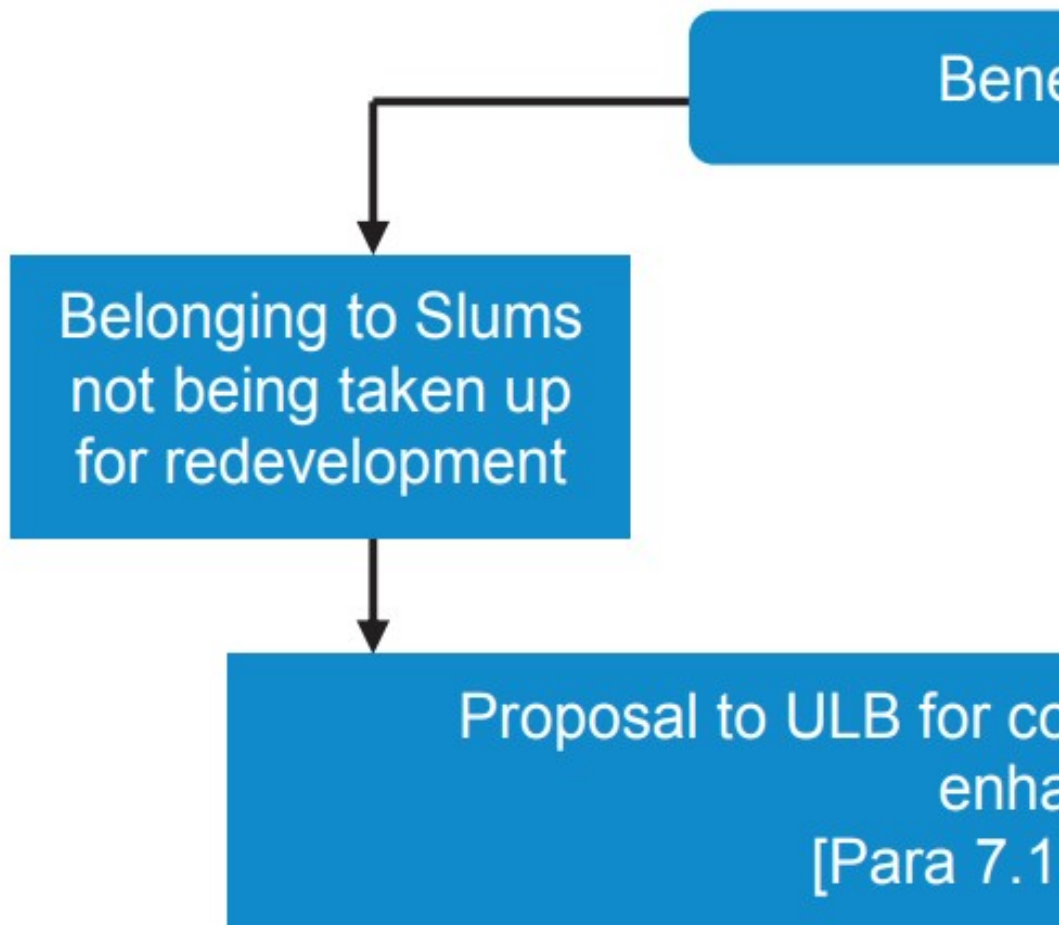 Bene
Belonging to Slums
not being taken up
for redevelopment
Proposal to ULB for co
enha
[Para 7.1